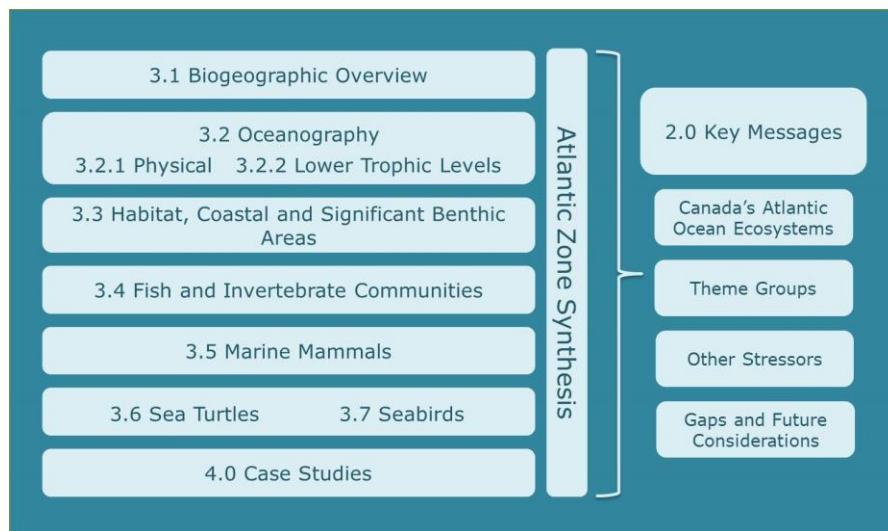 3.1 Biogeographic Overview
3.2 Oceanography
3.2.1 Physical 3.2.2 Lower Trophic Levels
3.3 Habitat, Coastal and Significant Benthic
Areas
3.4 Fish and Invertebrate Communities
3.5 Marine Mammals
3.6 Sea Turtles 3.7 Seabirds
4.0 Case Studies
Atlantic Zone Synthesis
2.0 Key Messages
Canada’s Atlantic
Ocean Ecosystems
Theme Groups
Other Stressors
Gaps and Future
Considerations